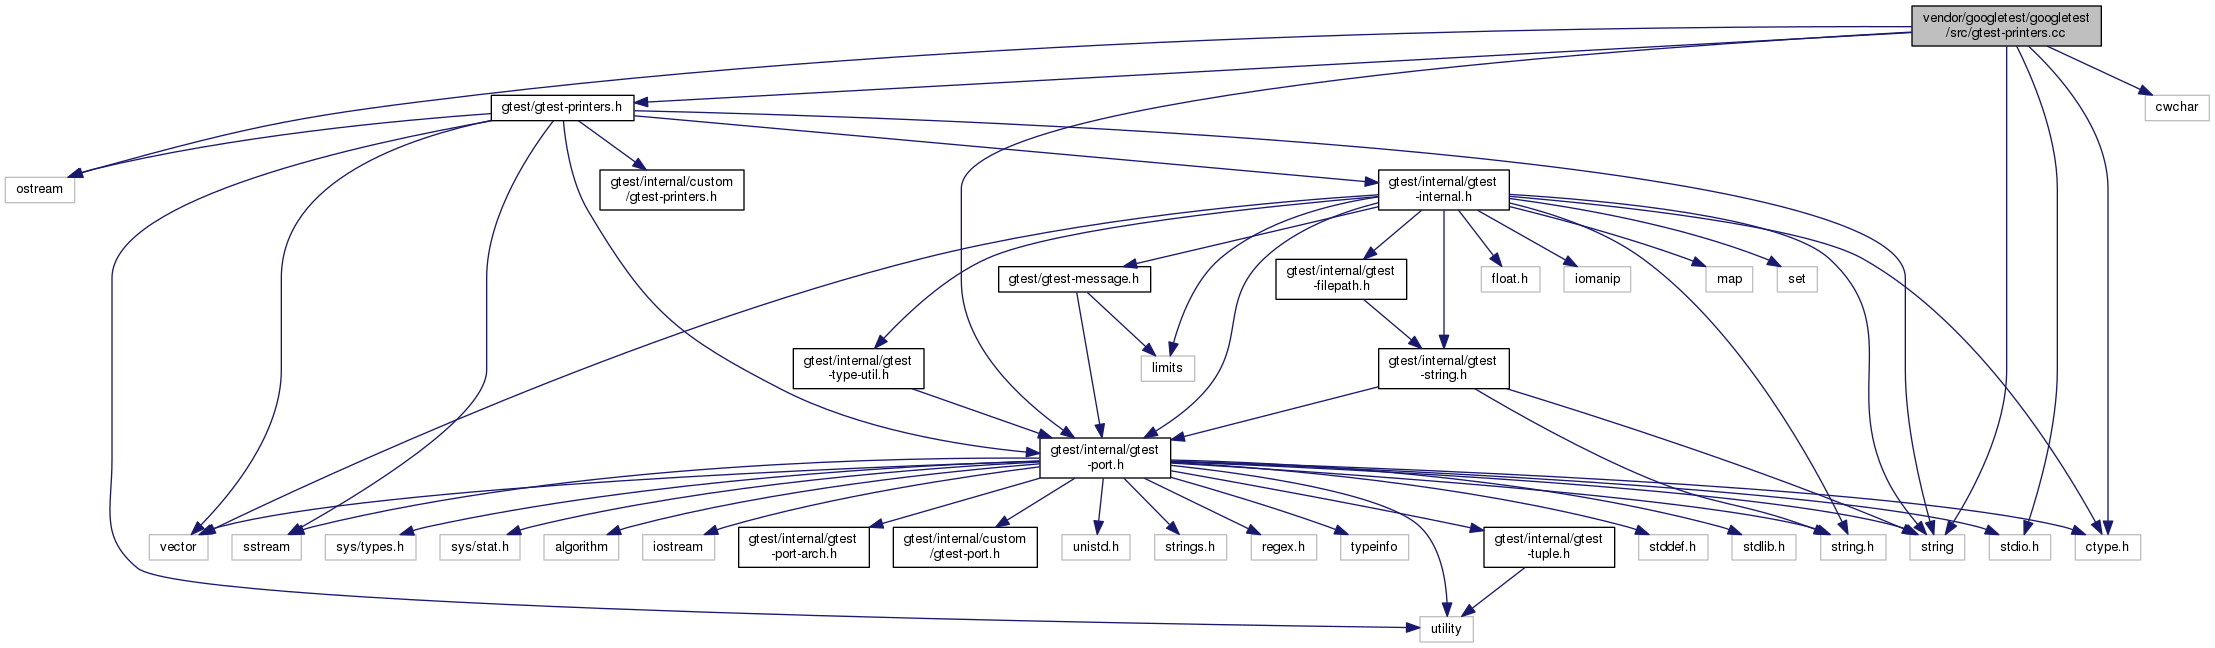 vendor/googletest/googletest
/src/gtest-printers.cc
gtest/gtest-printers.h
cwchar
ostream
gtest/internal/custom
/gtest-printers.h
gtest/internal/gtest
-internal.h
gtest/gtest-message.h
gtest/internal/gtest
-filepath.h
float.h
iomanip
map
set
gtest/internal/gtest
-type-util.h
limits
gtest/internal/gtest
-string.h
gtest/internal/gtest
-port.h
vector
sstream
sys/types.h
sys/stat.h
algorithm
iostream
gtest/internal/gtest
-port-arch.h
gtest/internal/custom
/gtest-port.h
unistd.h
strings.h
regex.h
typeinfo
gtest/internal/gtest
-tuple.h
stddef.h
stdlib.h
string.h
string
stdio.h
ctype.h
utility